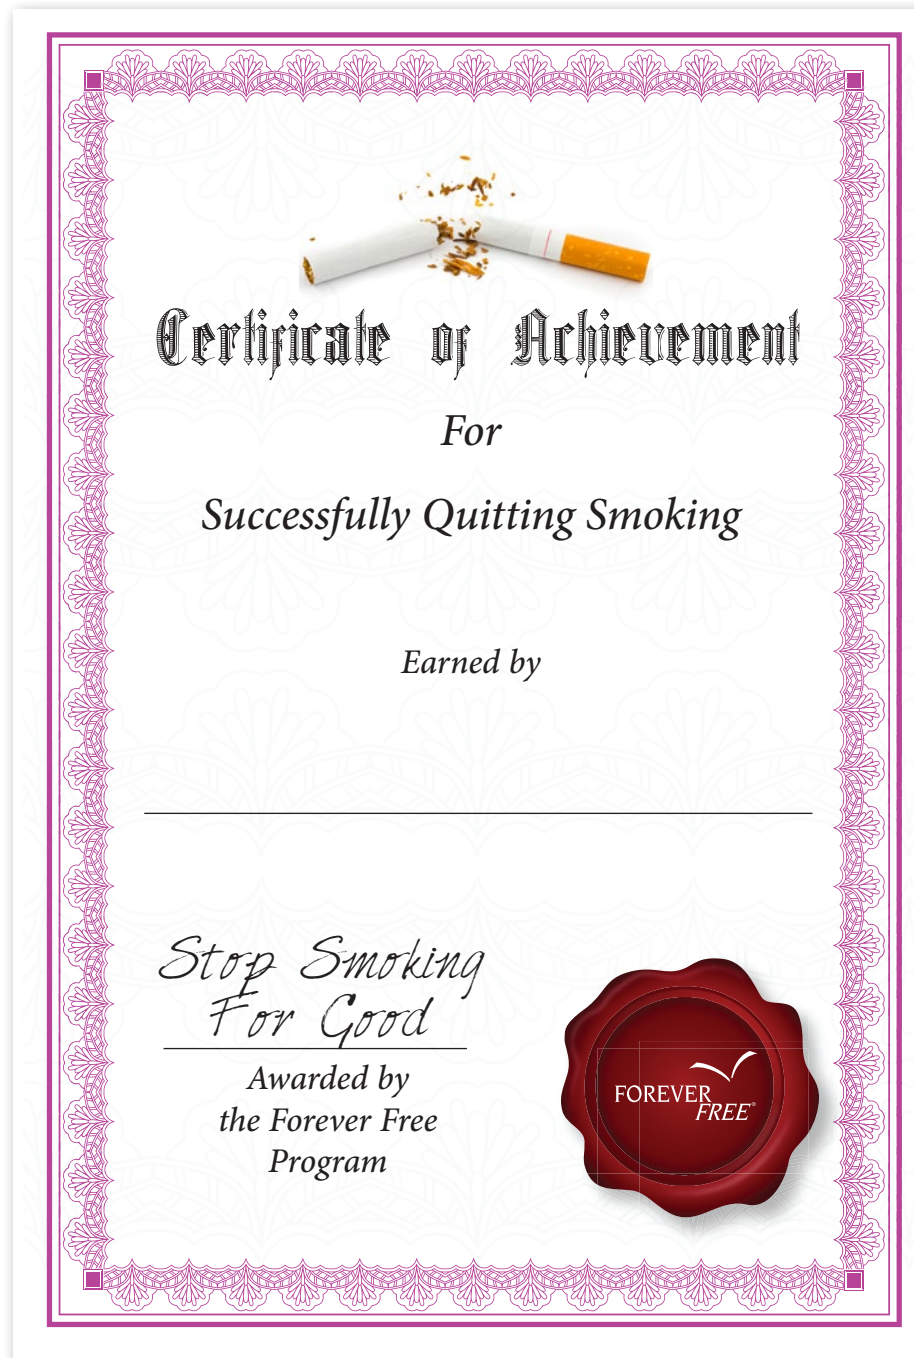 Certificate of Achievement
For
Successfully Quitting Smoking
Earned by
Stop Smoking
For Good
Awarded by
the Forever Free
Program
FOREVER
FREE®